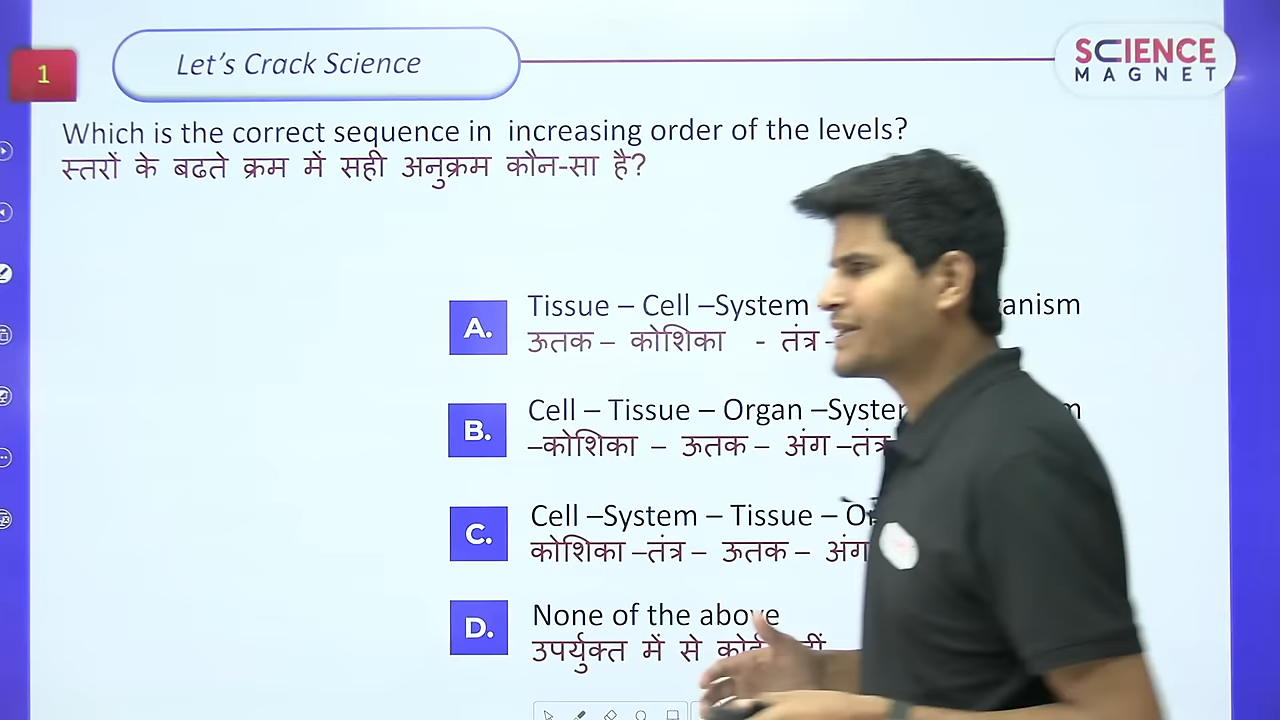 1
Let's Crack Science
SCIENCE
MAGNET
Which is the correct sequence in increasing order of the levels?
स्तरों के बढते क्रम में सही अनुक्रम कौन-सा है?
A.
Tissue – Cell –System
ऊतक – कोशिका - तंत्र -
B.
Cell – Tissue – Organ –System
–कोशिका – ऊतक – अंग –तंत्र
C.
Cell –System – Tissue –
कोशिका –तंत्र – ऊतक – अंग
D.
None of the above
उपर्युक्त में से